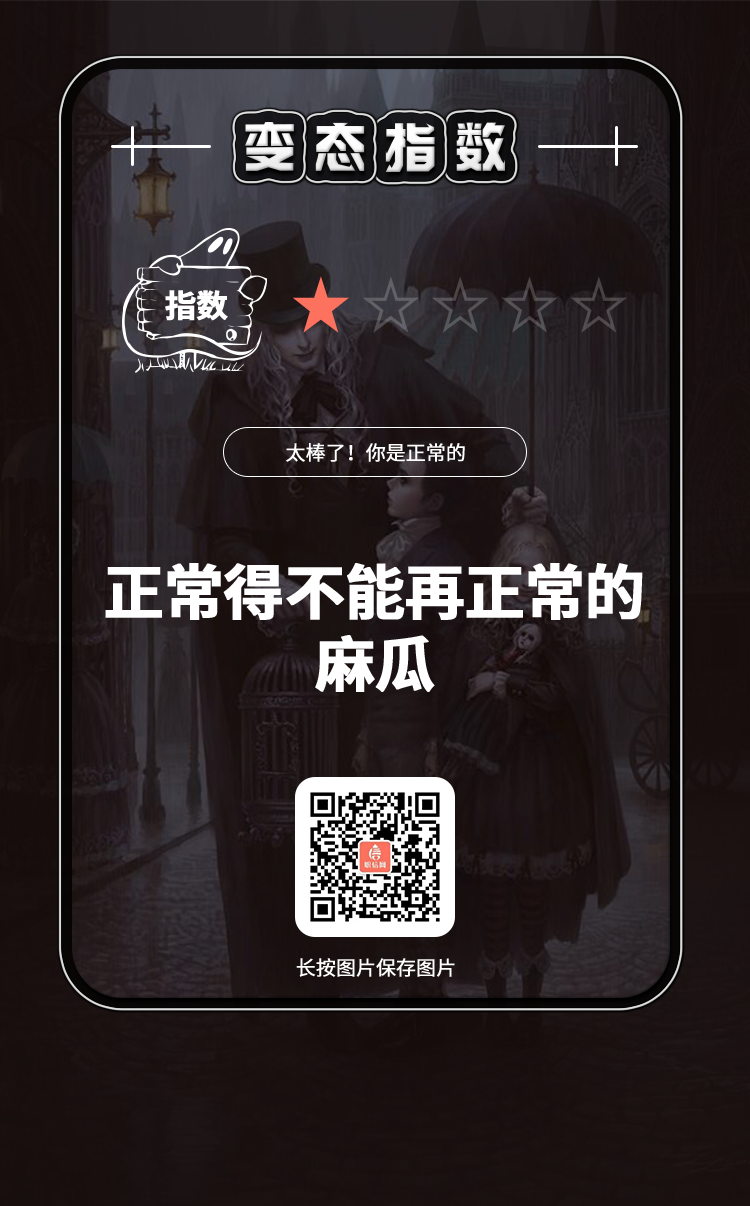 变态指数
指数
太棒了！你是正常的
正常得不能再正常的
麻瓜
长按图片保存图片